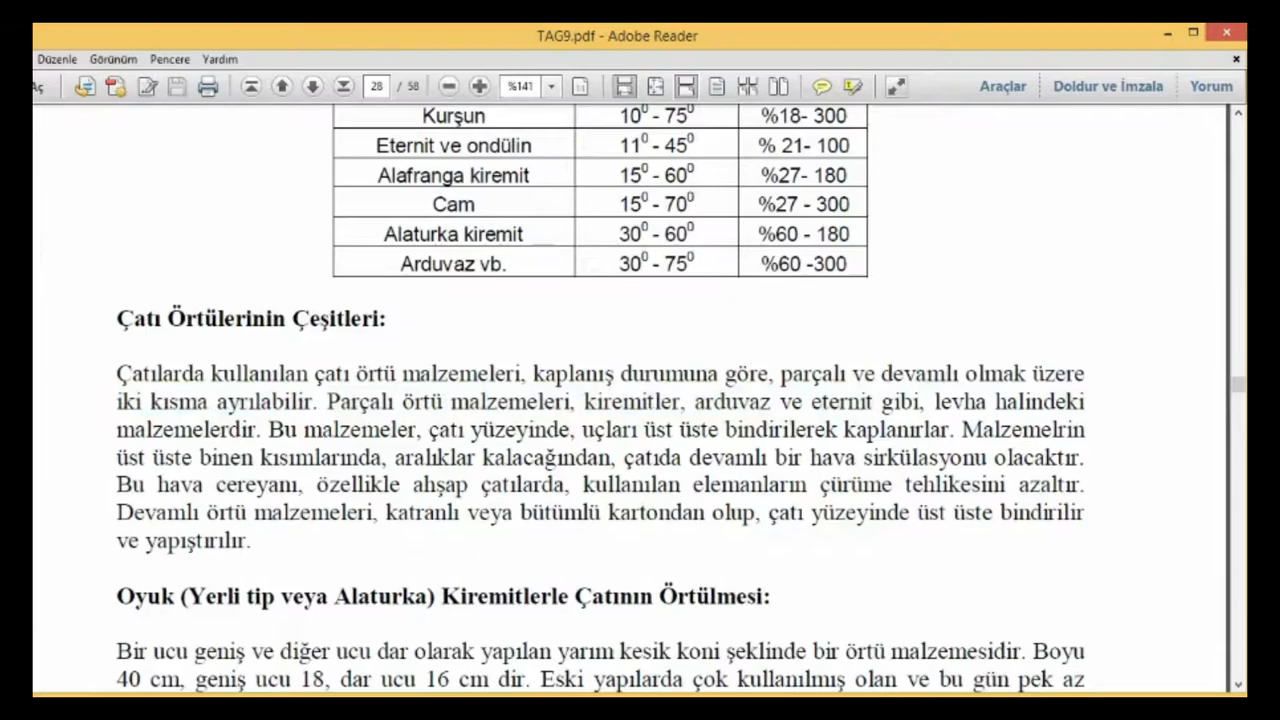 TAG9.pdf - Adobe Reader
Düzenle Görünüm Pencere Yardım
Aç 28 / 58 %141 Araçlar Doldur ve İmzala Yorum
Kurşun 10⁰ - 75⁰ %18- 300
Eternit ve ondülin 11⁰ - 45⁰ % 21- 100
Alafranga kiremit 15⁰ - 60⁰ %27- 180
Cam 15⁰ - 70⁰ %27 - 300
Alaturka kiremit 30⁰ - 60⁰ %60 - 180
Arduvaz vb. 30⁰ - 75⁰ %60 -300
Çatı Örtülerinin Çeşitleri:
Çatılarda kullanılan çatı örtü malzemeleri, kaplanış durumuna göre, parçalı ve devamlı olmak üzere
iki kısma ayrılabilir. Parçalı örtü malzemeleri, kiremitler, arduvaz ve eternit gibi, levha halindeki
malzemelerdir. Bu malzemeler, çatı yüzeyinde, uçları üst üste bindirilerek kaplanırlar. Malzemelrin
üst üste binen kısımlarında, aralıklar kalacağından, çatıda devamlı bir hava sirkülasyonu olacaktır.
Bu hava cereyanı, özellikle ahşap çatılarda, kullanılan elemanların çürüme tehlikesini azaltır.
Devamlı örtü malzemeleri, katranlı veya bütümlü kartondan olup, çatı yüzeyinde üst üste bindirilir
ve yapıştırılır.
Oyuk (Yerli tip veya Alaturka) Kiremitlerle Çatının Örtülmesi:
Bir ucu geniş ve diğer ucu dar olarak yapılan yarım kesik koni şeklinde bir örtü malzemesidir. Boyu
40 cm, geniş ucu 18, dar ucu 16 cm dir. Eski yapılarda çok kullanılmış olan ve bu gün pek az